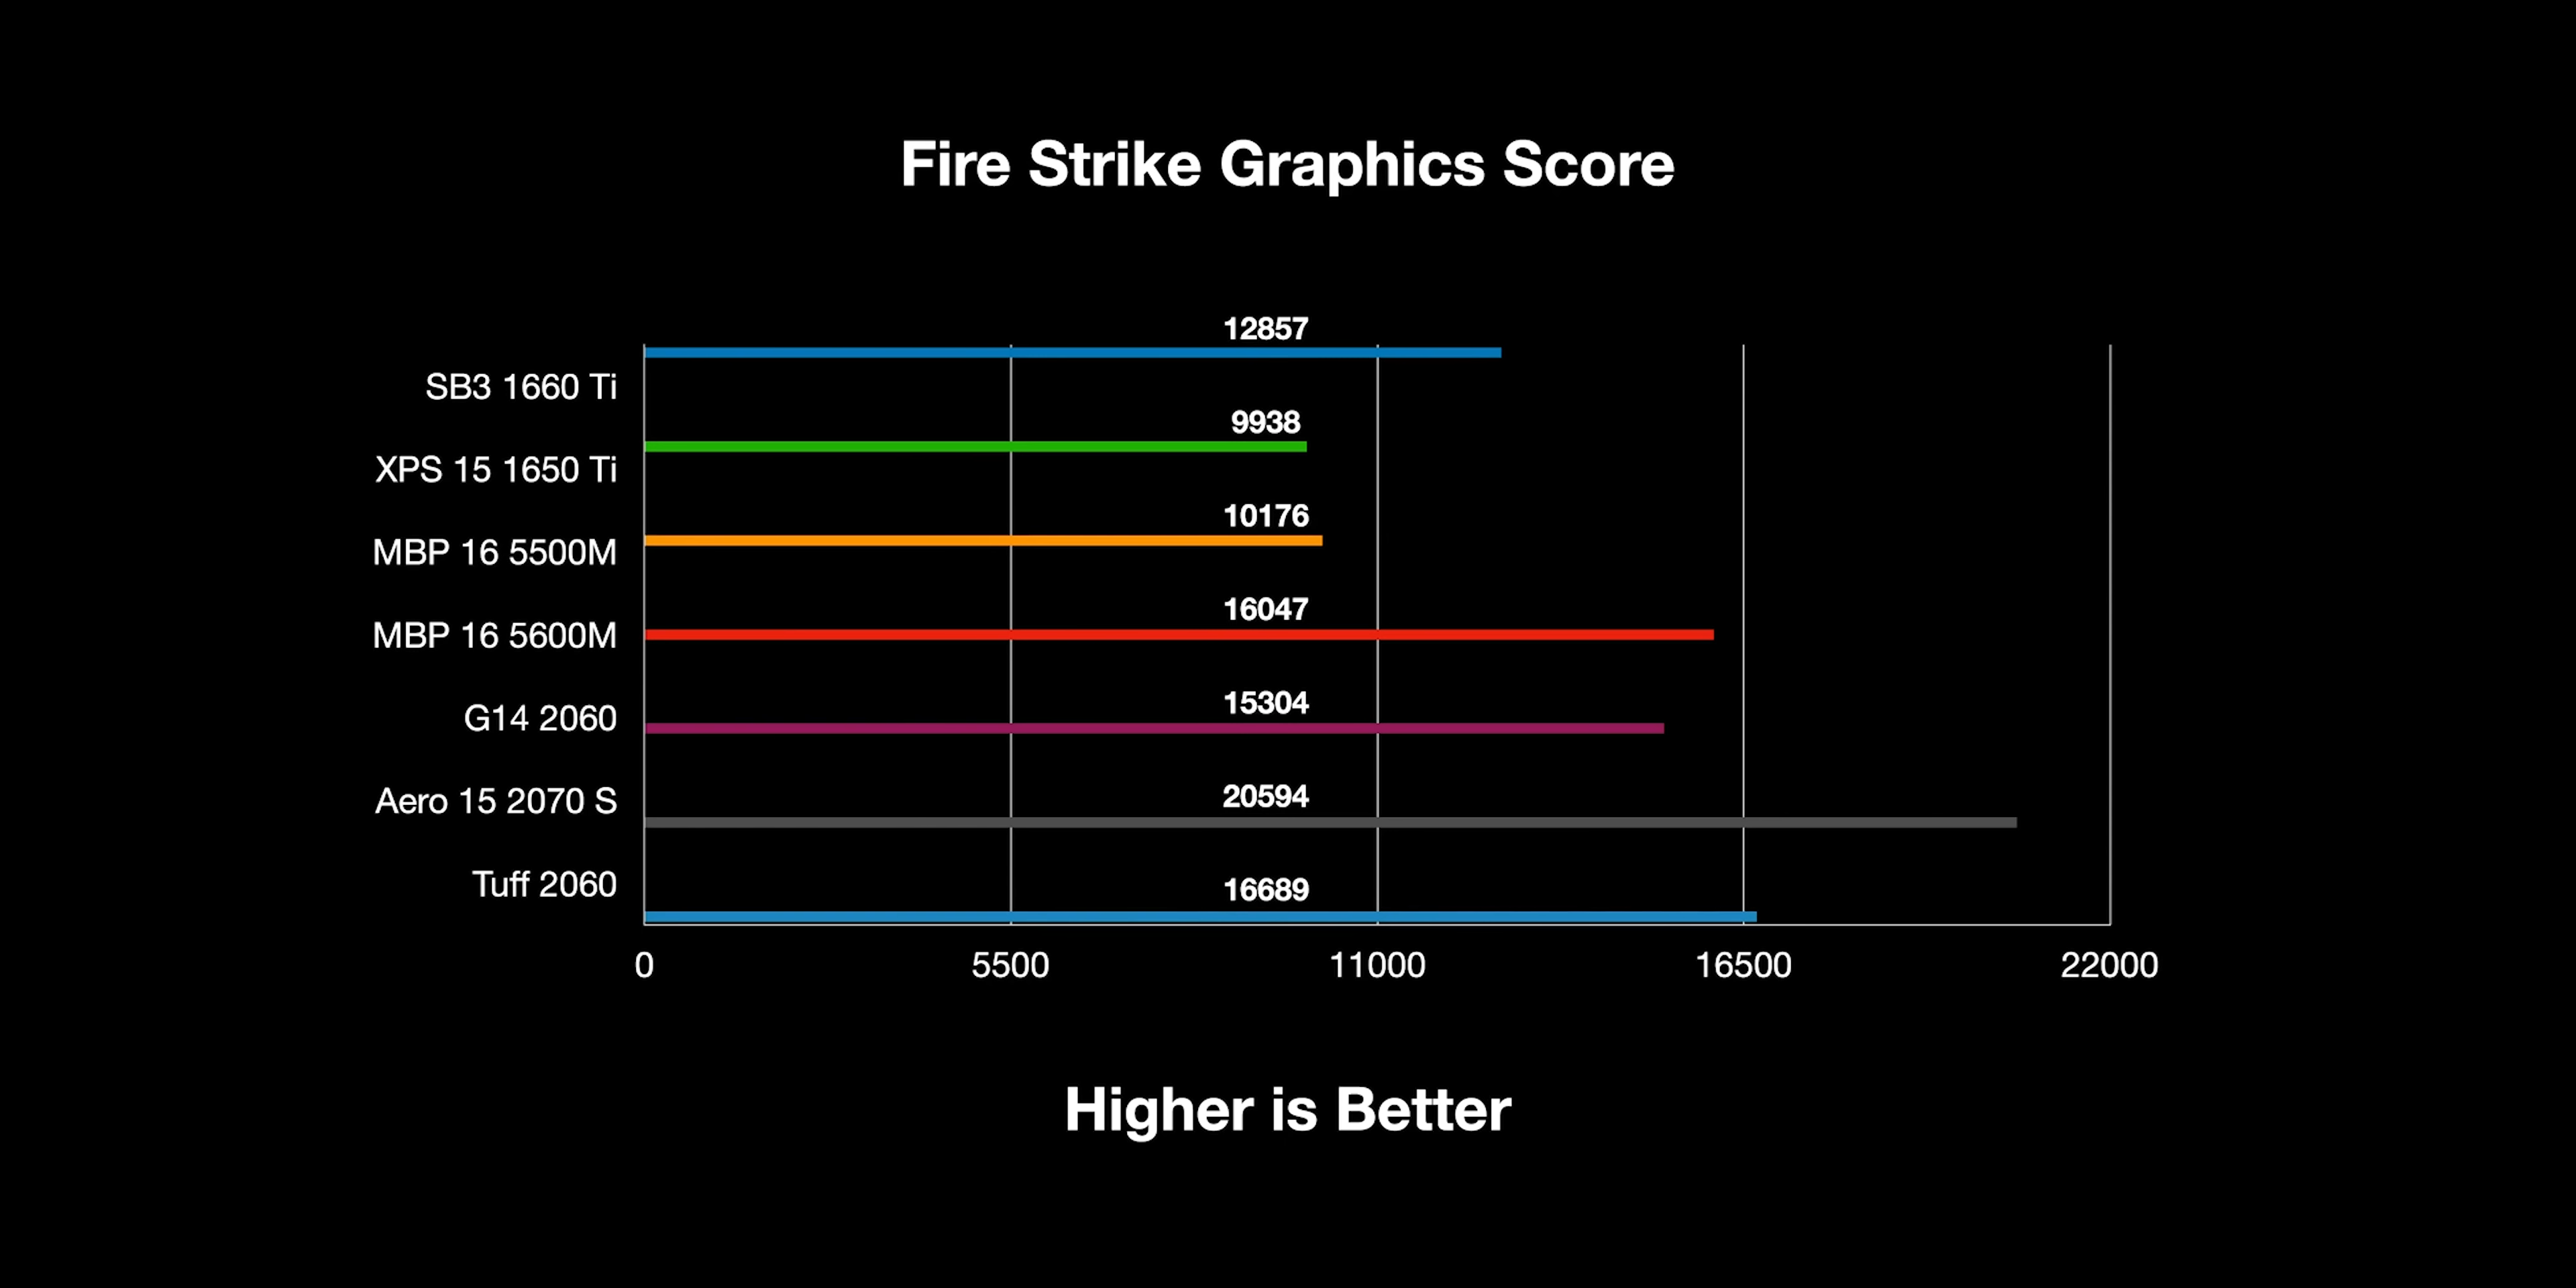 Fire Strike Graphics Score
12857
SB3 1660 Ti
9938
XPS 15 1650 Ti
10176
MBP 16 5500M
16047
MBP 16 5600M
15304
G14 2060
20594
Aero 15 2070 S
16689
Tuff 2060
0 5500 11000 16500 22000
Higher is Better